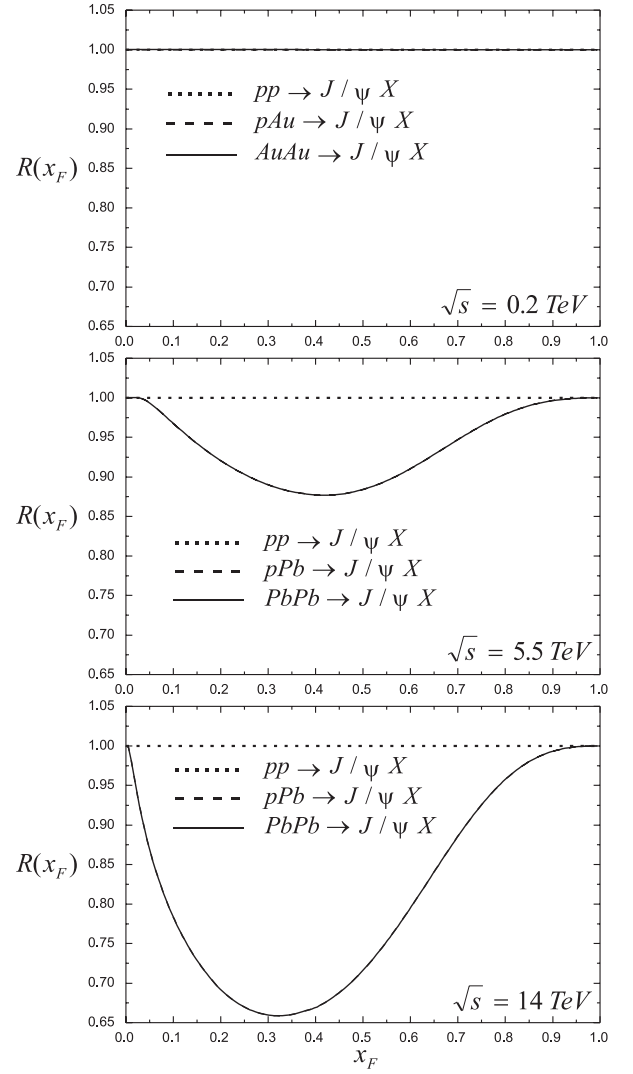 1.05
1.00
pp → J / ψ X
0.95
pAu → J / ψ X
0.90
AuAu → J / ψ X
R(x_F)
0.85
0.80
0.75
0.70
√s = 0.2 TeV
0.65
0.0 0.1 0.2 0.3 0.4 0.5 0.6 0.7 0.8 0.9 1.0
1.05
1.00
0.95
0.90
R(x_F)
0.85
pp → J / ψ X
0.80
pPb → J / ψ X
0.75
PbPb → J / ψ X
0.70
√s = 5.5 TeV
0.65
0.0 0.1 0.2 0.3 0.4 0.5 0.6 0.7 0.8 0.9 1.0
1.05
1.00
pp → J / ψ X
0.95
pPb → J / ψ X
0.90
PbPb → J / ψ X
R(x_F)
0.85
0.80
0.75
0.70
√s = 14 TeV
0.65
0.0 0.1 0.2 0.3 0.4 0.5 0.6 0.7 0.8 0.9 1.0
x_F